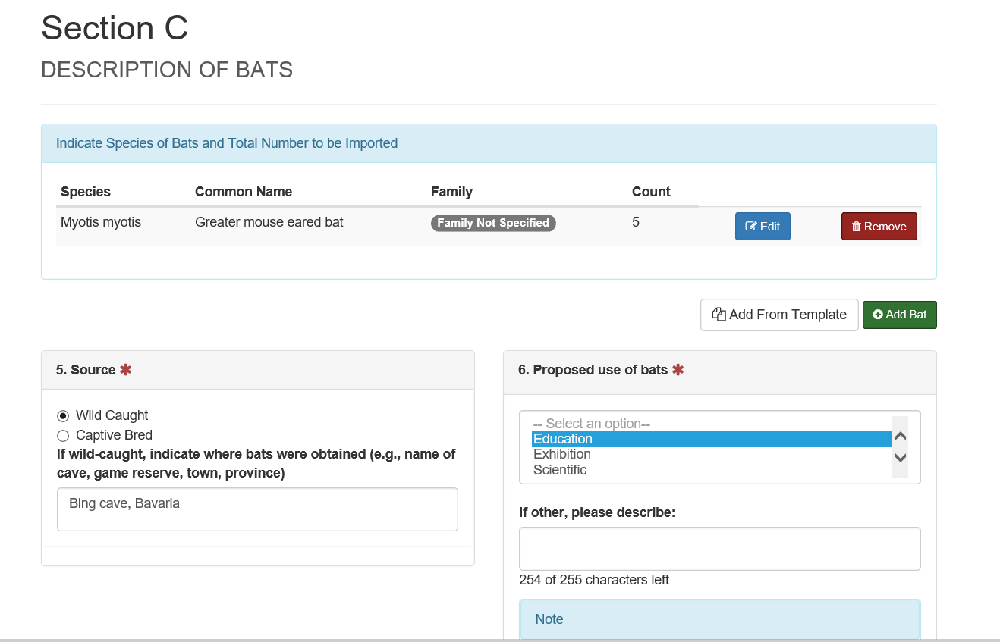 Section C
DESCRIPTION OF BATS
Indicate Species of Bats and Total Number to be Imported
Species Common Name Family Count
Myotis myotis Greater mouse eared bat Family Not Specified 5 Edit Remove
Add From Template Add Bat
5. Source ✱
Wild Caught
Captive Bred
If wild-caught, indicate where bats were obtained (e.g., name of
cave, game reserve, town, province)
Bing cave, Bavaria
6. Proposed use of bats ✱
-- Select an option--
Education
Exhibition
Scientific
If other, please describe:
254 of 255 characters left
Note